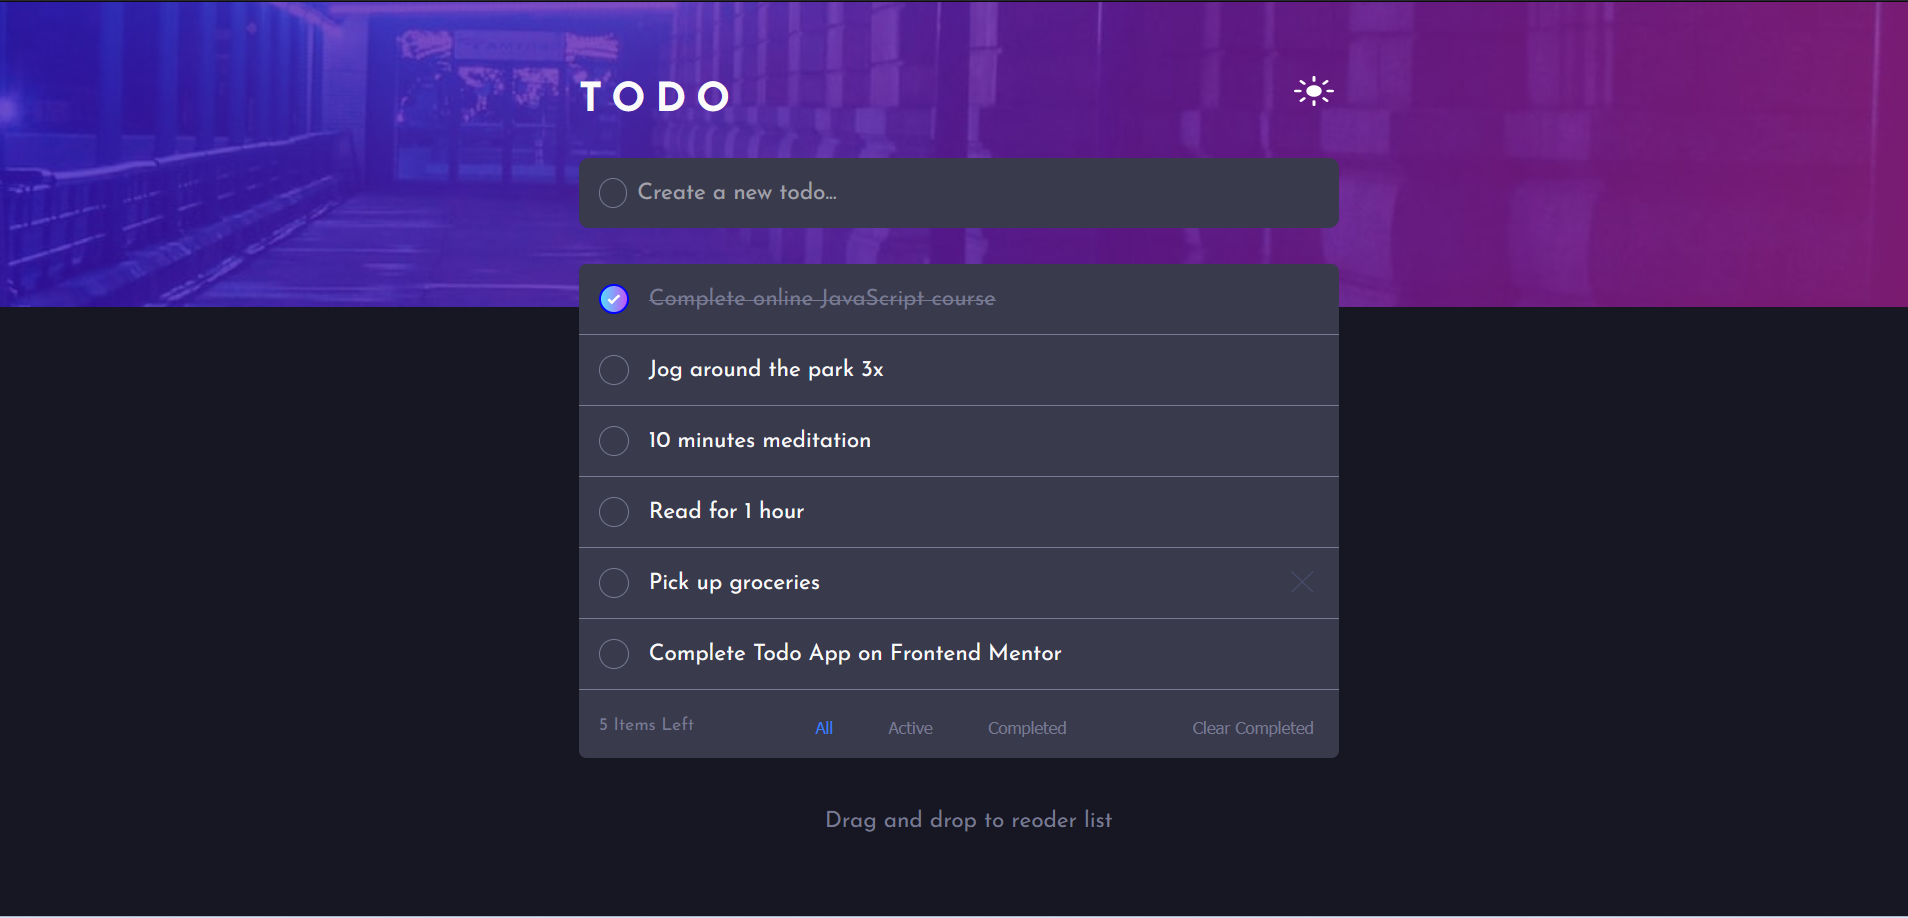 TODO
Create a new todo...
Complete online JavaScript course
Jog around the park 3x
10 minutes meditation
Read for 1 hour
Pick up groceries
Complete Todo App on Frontend Mentor
5 Items Left All Active Completed Clear Completed
Drag and drop to reoder list